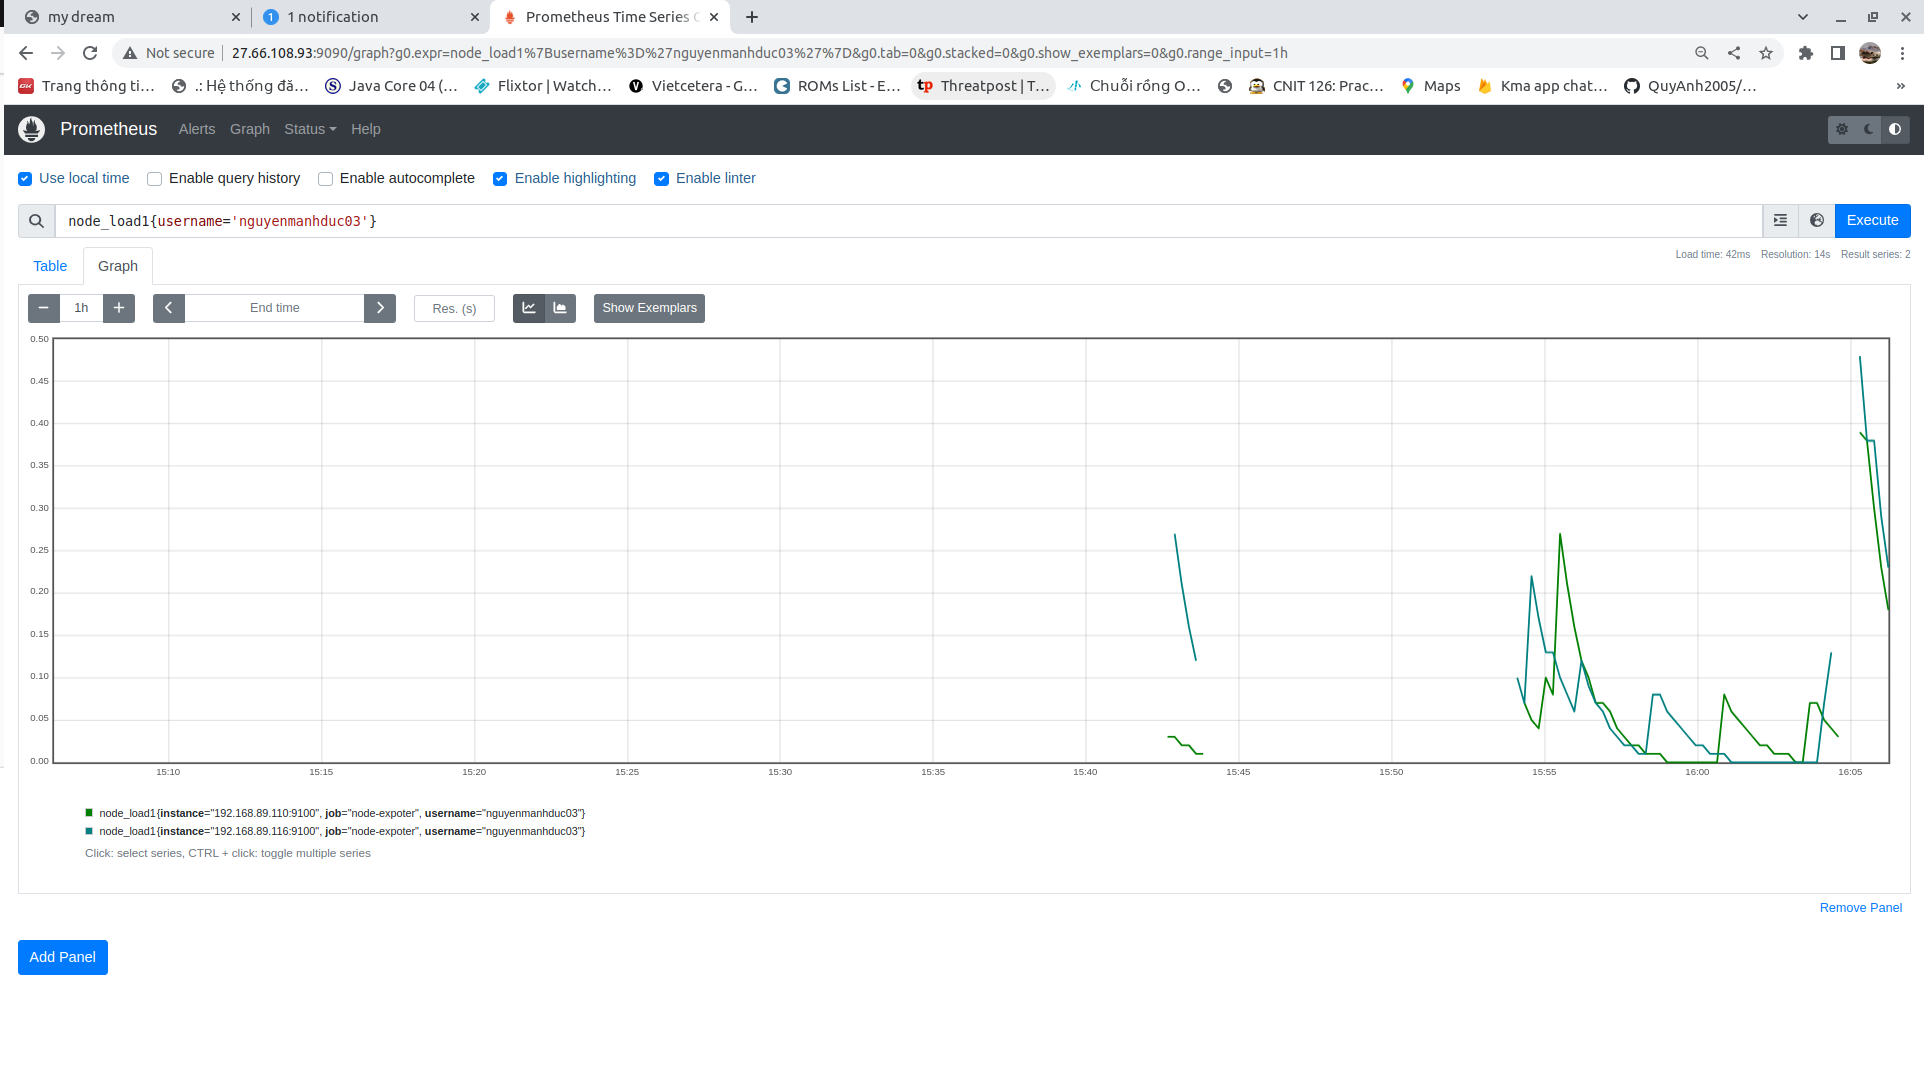 my dream
1 notification
Prometheus Time Series C
Not secure
27.66.108.93:9090/graph?g0.expr=node_load1%7Busername%3D%27nguyenmanhduc03%27%7D&g0.tab=0&g0.stacked=0&g0.show_exemplars=0&g0.range_input=1h
Trang thông ti…
.: Hệ thống đă…
Java Core 04 (…
Flixtor | Watch…
Vietcetera - G…
ROMs List - E…
Threatpost | T…
Chuỗi rồng O…
CNIT 126: Prac…
Maps
Kma app chat…
QuyAnh2005/…
»
Prometheus
Alerts
Graph
Status
Help
Use local time
Enable query history
Enable autocomplete
Enable highlighting
Enable linter
node_load1{username='nguyenmanhduc03'}
Execute
Table
Graph
Load time: 42ms Resolution: 14s Result series: 2
1h
End time
Res. (s)
Show Exemplars
0.50
0.45
0.40
0.35
0.30
0.25
0.20
0.15
0.10
0.05
0.00
15:10 15:15 15:20 15:25 15:30 15:35 15:40 15:45 15:50 15:55 16:00 16:05
node_load1{instance="192.168.89.110:9100", job="node-expoter", username="nguyenmanhduc03"}
node_load1{instance="192.168.89.116:9100", job="node-expoter", username="nguyenmanhduc03"}
Click: select series, CTRL + click: toggle multiple series
Remove Panel
Add Panel